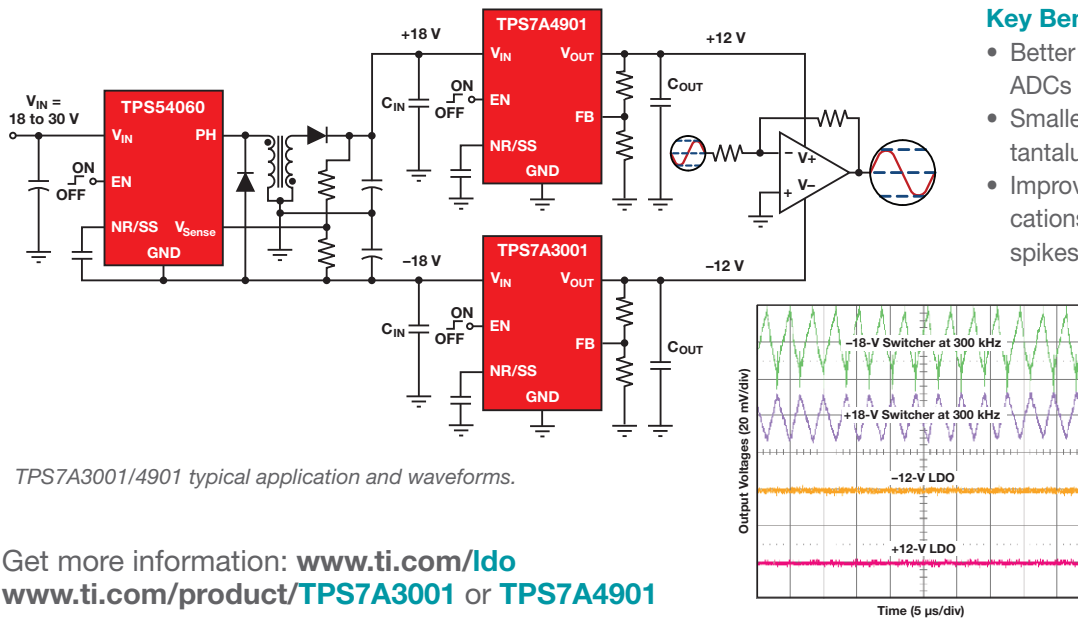 TPS7A4901
+18 V
VIN
VOUT
+12 V
CIN
ON
OFF
EN
FB
COUT
NR/SS
GND
VIN =
18 to 30 V
TPS54060
VIN
PH
ON
OFF
EN
NR/SS
VSense
GND
– V+
+ V–
TPS7A3001
–18 V
VIN
VOUT
–12 V
CIN
ON
OFF
EN
FB
COUT
NR/SS
GND
Key Ben
• Better
ADCs
• Smalle
tantalu
• Improv
cations
spikes
–18-V Switcher at 300 kHz
+18-V Switcher at 300 kHz
–12-V LDO
+12-V LDO
Output Voltages (20 mV/div)
Time (5 µs/div)
TPS7A3001/4901 typical application and waveforms.
Get more information: www.ti.com/ldo
www.ti.com/product/TPS7A3001 or TPS7A4901